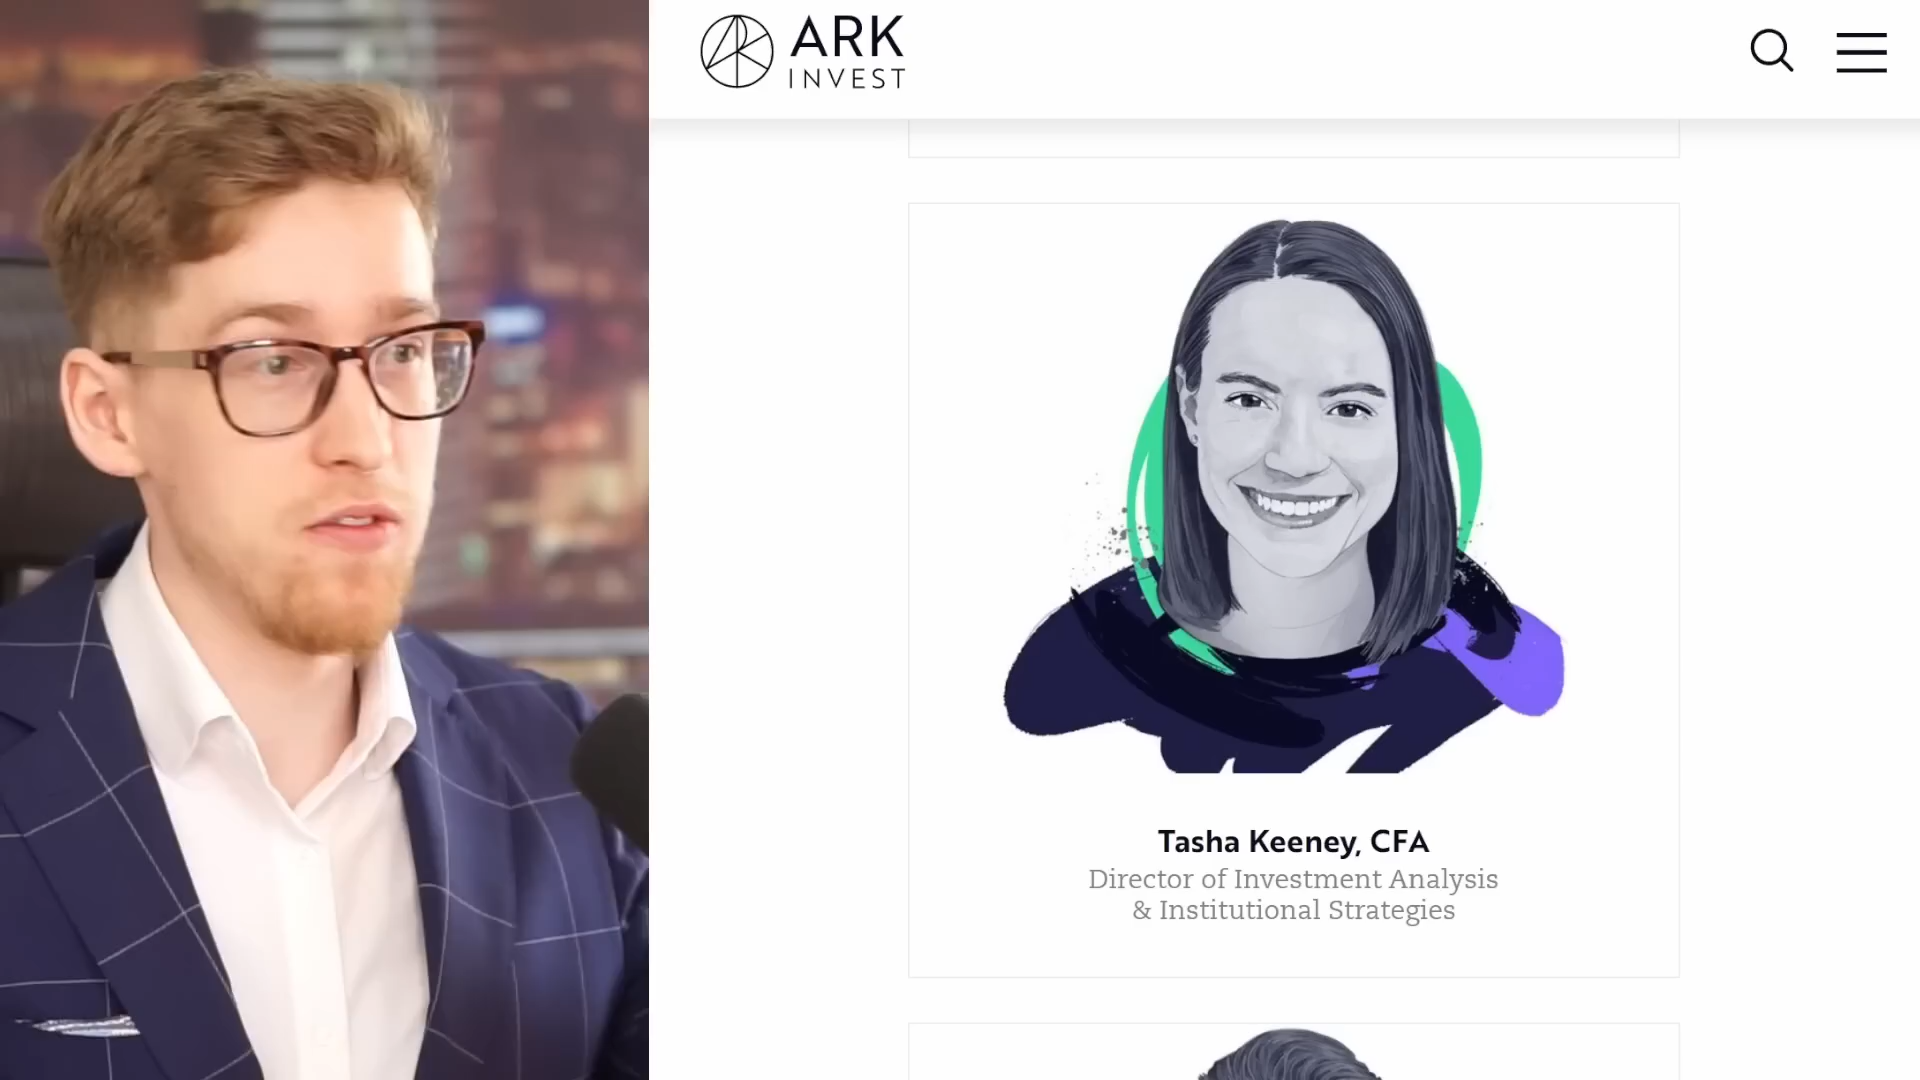 ARK
INVEST
Tasha Keeney, CFA
Director of Investment Analysis
& Institutional Strategies